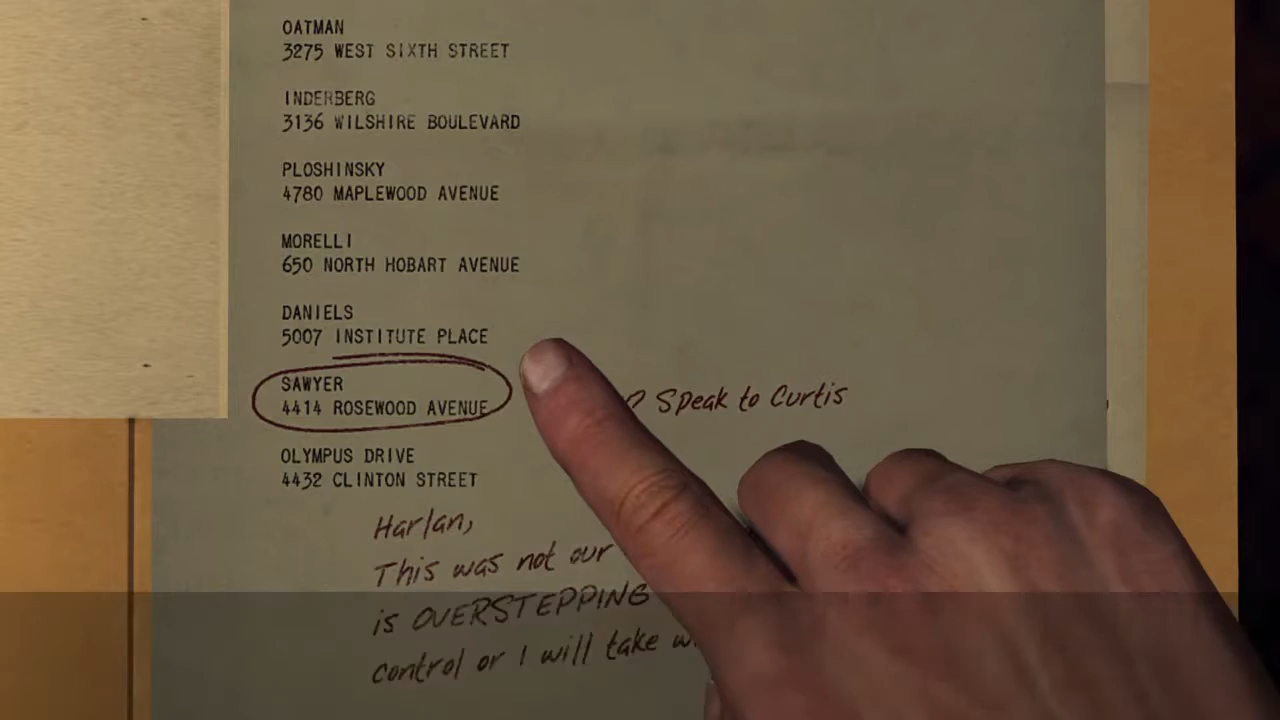 OATMAN
3275 WEST SIXTH STREET
INDERBERG
3136 WILSHIRE BOULEVARD
PLOSHINSKY
4780 MAPLEWOOD AVENUE
MORELLI
650 NORTH HOBART AVENUE
DANIELS
5007 INSTITUTE PLACE
SAWYER
4414 ROSEWOOD AVENUE
Speak to Curtis
OLYMPUS DRIVE
4432 CLINTON STREET
Harlan,
This was not our
is OVERSTEPPING
control or I will take